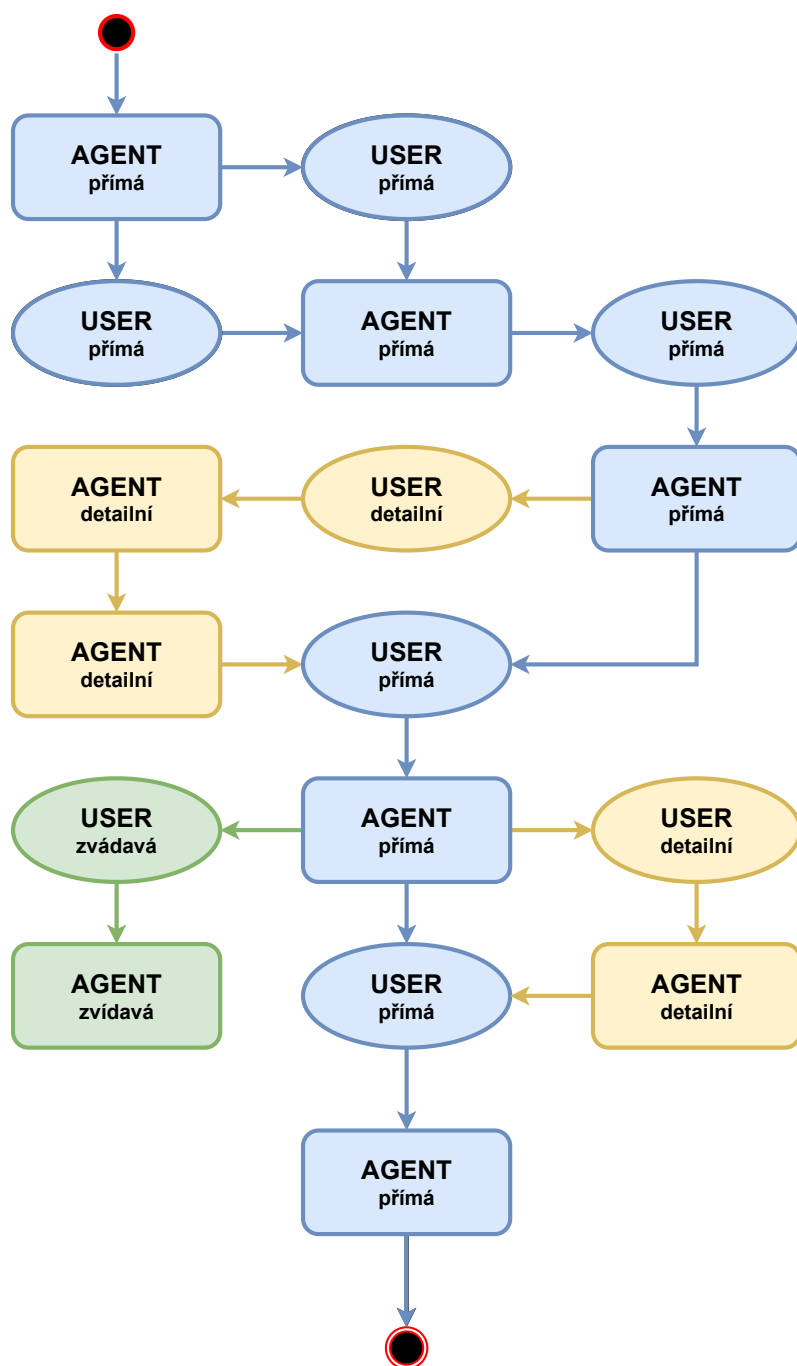 AGENT
přímá
USER
přímá
USER
přímá
AGENT
přímá
USER
přímá
AGENT
detailní
USER
detailní
AGENT
přímá
AGENT
detailní
USER
přímá
USER
zvádavá
AGENT
přímá
USER
detailní
AGENT
zvídavá
USER
přímá
AGENT
detailní
AGENT
přímá